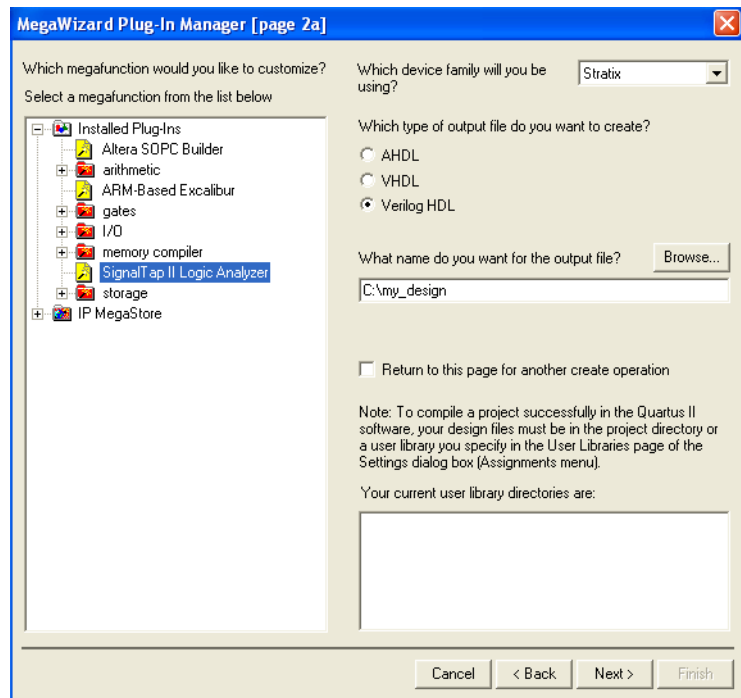 MegaWizard Plug-In Manager [page 2a]
Which megafunction would you like to customize?
Select a megafunction from the list below
Installed Plug-Ins
Altera SOPC Builder
arithmetic
ARM-Based Excalibur
gates
I/O
memory compiler
SignalTap II Logic Analyzer
storage
IP MegaStore
Which device family will you be
using?
Stratix
Which type of output file do you want to create?
AHDL
VHDL
Verilog HDL
What name do you want for the output file?
Browse...
C:\my_design
Return to this page for another create operation
Note: To compile a project successfully in the Quartus II
software, your design files must be in the project directory or
a user library you specify in the User Libraries page of the
Settings dialog box (Assignments menu).
Your current user library directories are:
Cancel
< Back
Next >
Finish